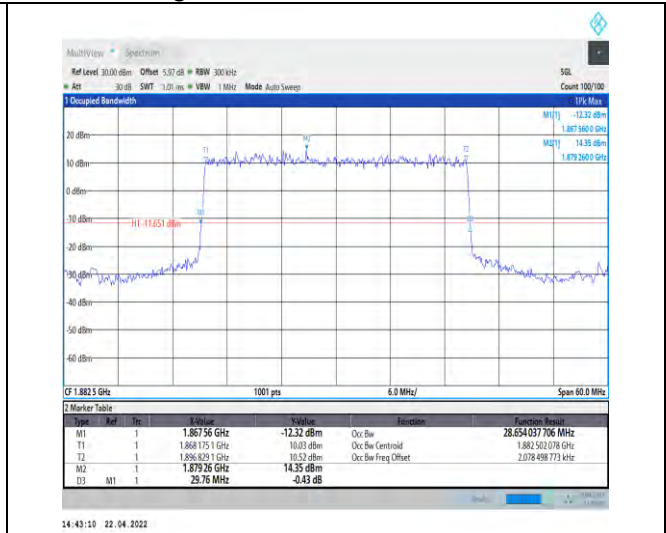 MultiView Spectrum
Ref Level 30.00 dBm Offset 5.97 dB RBW 300 kHz SGL
Att 30 dB SWT 1.01 ms VBW 1 MHz Mode Auto Sweep Count 100/100
1 Occupied Bandwidth 1Pk Max
M1[1] -12.32 dBm
1.867 560 0 GHz
M2[1] 14.35 dBm
1.879 260 0 GHz
20 dBm
T1 M2 T2
10 dBm
0 dBm
-10 dBm
H1 -11.651 dBm
-20 dBm
-30 dBm
-40 dBm
-50 dBm
-60 dBm
CF 1.882 5 GHz 1001 pts 6.0 MHz/ Span 60.0 MHz
2 Marker Table
Type Ref Trc X-Value Y-Value Function Function Result
M1 1 1.867 56 GHz -12.32 dBm Occ Bw 28.654 037 706 MHz
T1 1 1.868 175 1 GHz 10.03 dBm Occ Bw Centroid 1.882 502 078 GHz
T2 1 1.896 829 1 GHz 10.52 dBm Occ Bw Freq Offset 2.078 498 773 kHz
M2 1 1.879 26 GHz 14.35 dBm
D3 M1 1 29.76 MHz -0.43 dB
14:43:10 22.04.2022